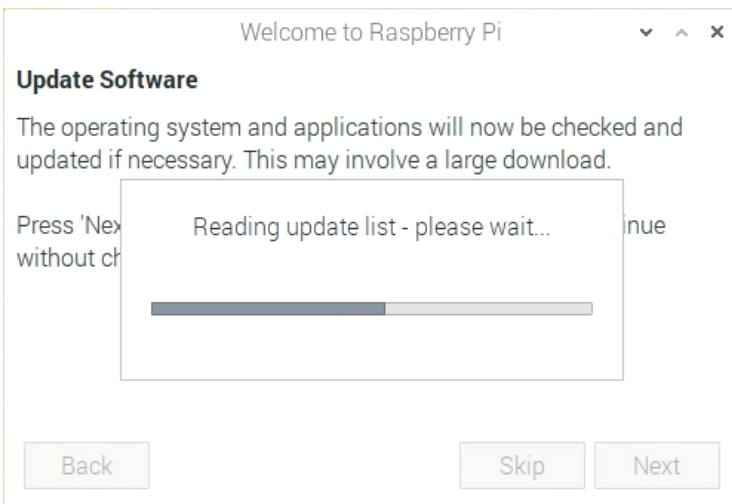 Welcome to Raspberry Pi
Update Software
The operating system and applications will now be checked and
updated if necessary. This may involve a large download.
Press 'Nex
inue
without ch
Reading update list - please wait...
Back
Skip
Next